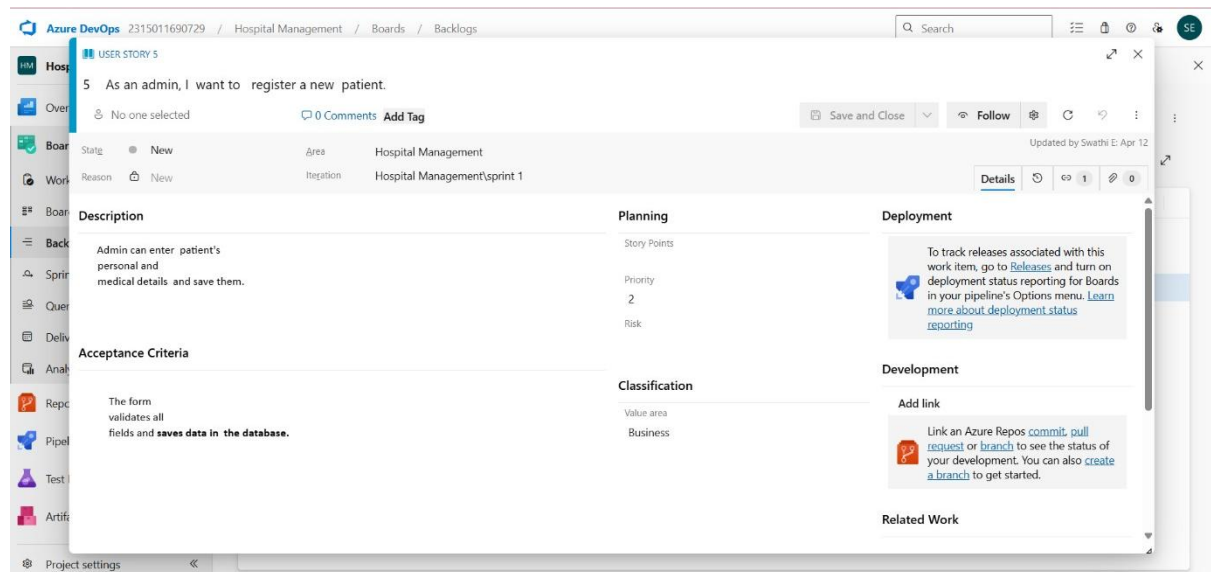 Azure DevOps 2315011690729 / Hospital Management / Boards / Backlogs
Search
SE
HM Hosp
Over
Boar
Work
Boar
Back
Sprin
Quer
Deliv
Analy
Repo
Pipel
Test
Artifa
Project settings
USER STORY 5
5 As an admin, I want to register a new patient.
No one selected
0 Comments Add Tag
Save and Close
Follow
State New
Area Hospital Management
Updated by Swathi E: Apr 12
Reason New
Iteration Hospital Management\sprint 1
Details
1
0
Description
Admin can enter patient's
personal and
medical details and save them.
Acceptance Criteria
The form
validates all
fields and saves data in the database.
Planning
Story Points
Priority
2
Risk
Classification
Value area
Business
Deployment
To track releases associated with this
work item, go to Releases and turn on
deployment status reporting for Boards
in your pipeline's Options menu. Learn
more about deployment status
reporting
Development
Add link
Link an Azure Repos commit, pull
request or branch to see the status of
your development. You can also create
a branch to get started.
Related Work